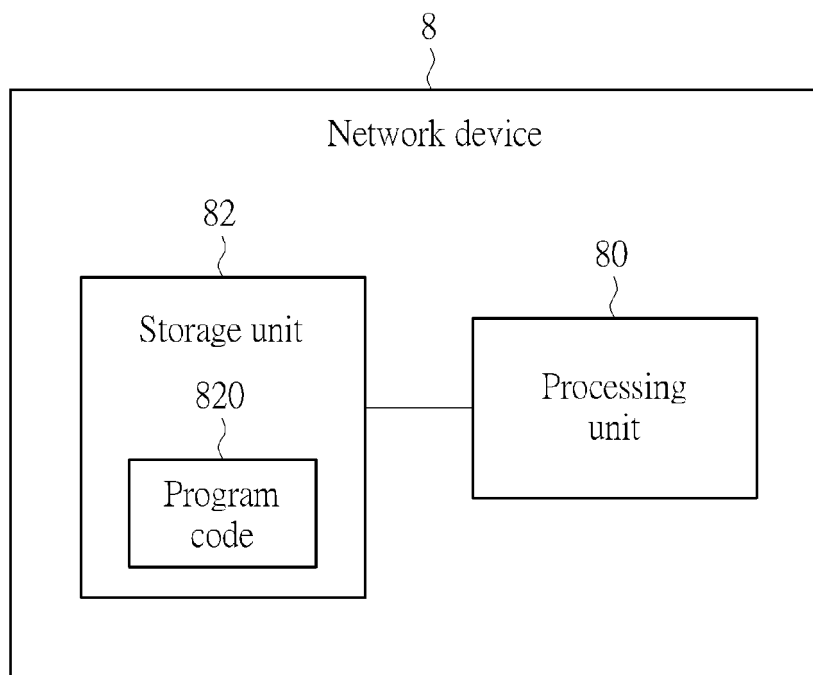 8
Network device
82
80
Storage unit
Processing
unit
820
Program
code